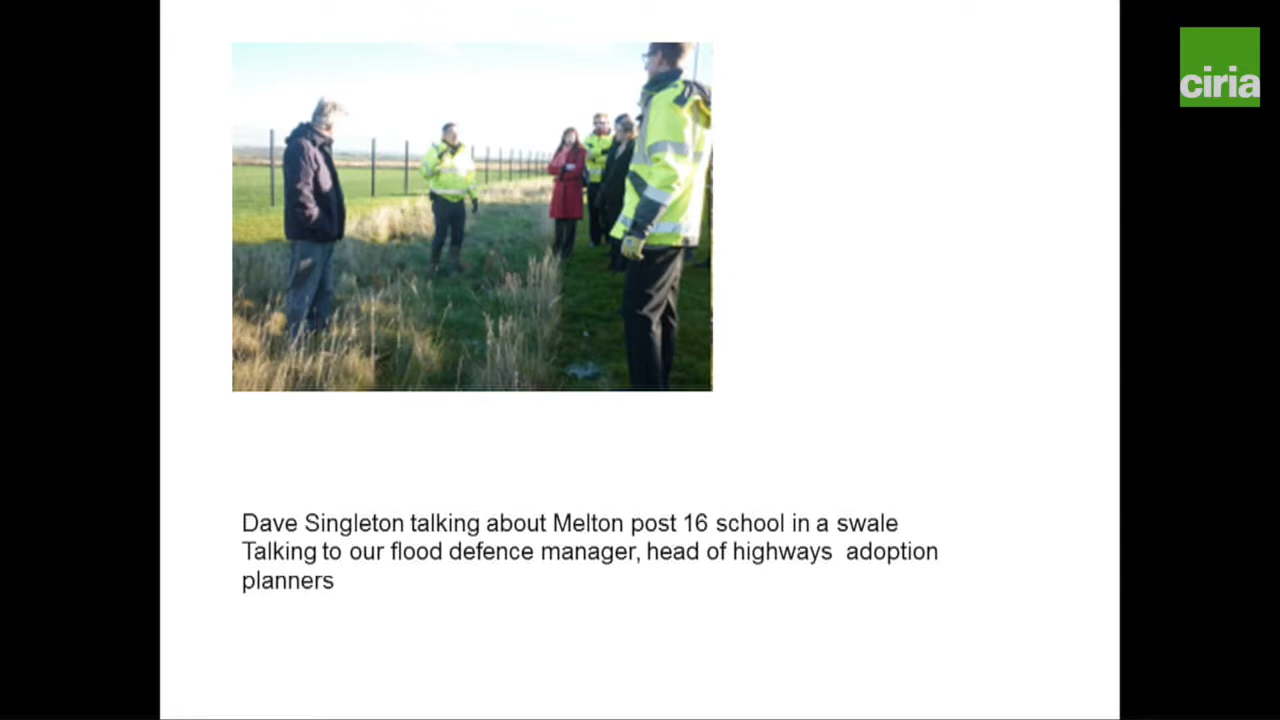 ciria
Dave Singleton talking about Melton post 16 school in a swale
Talking to our flood defence manager, head of highways  adoption
planners